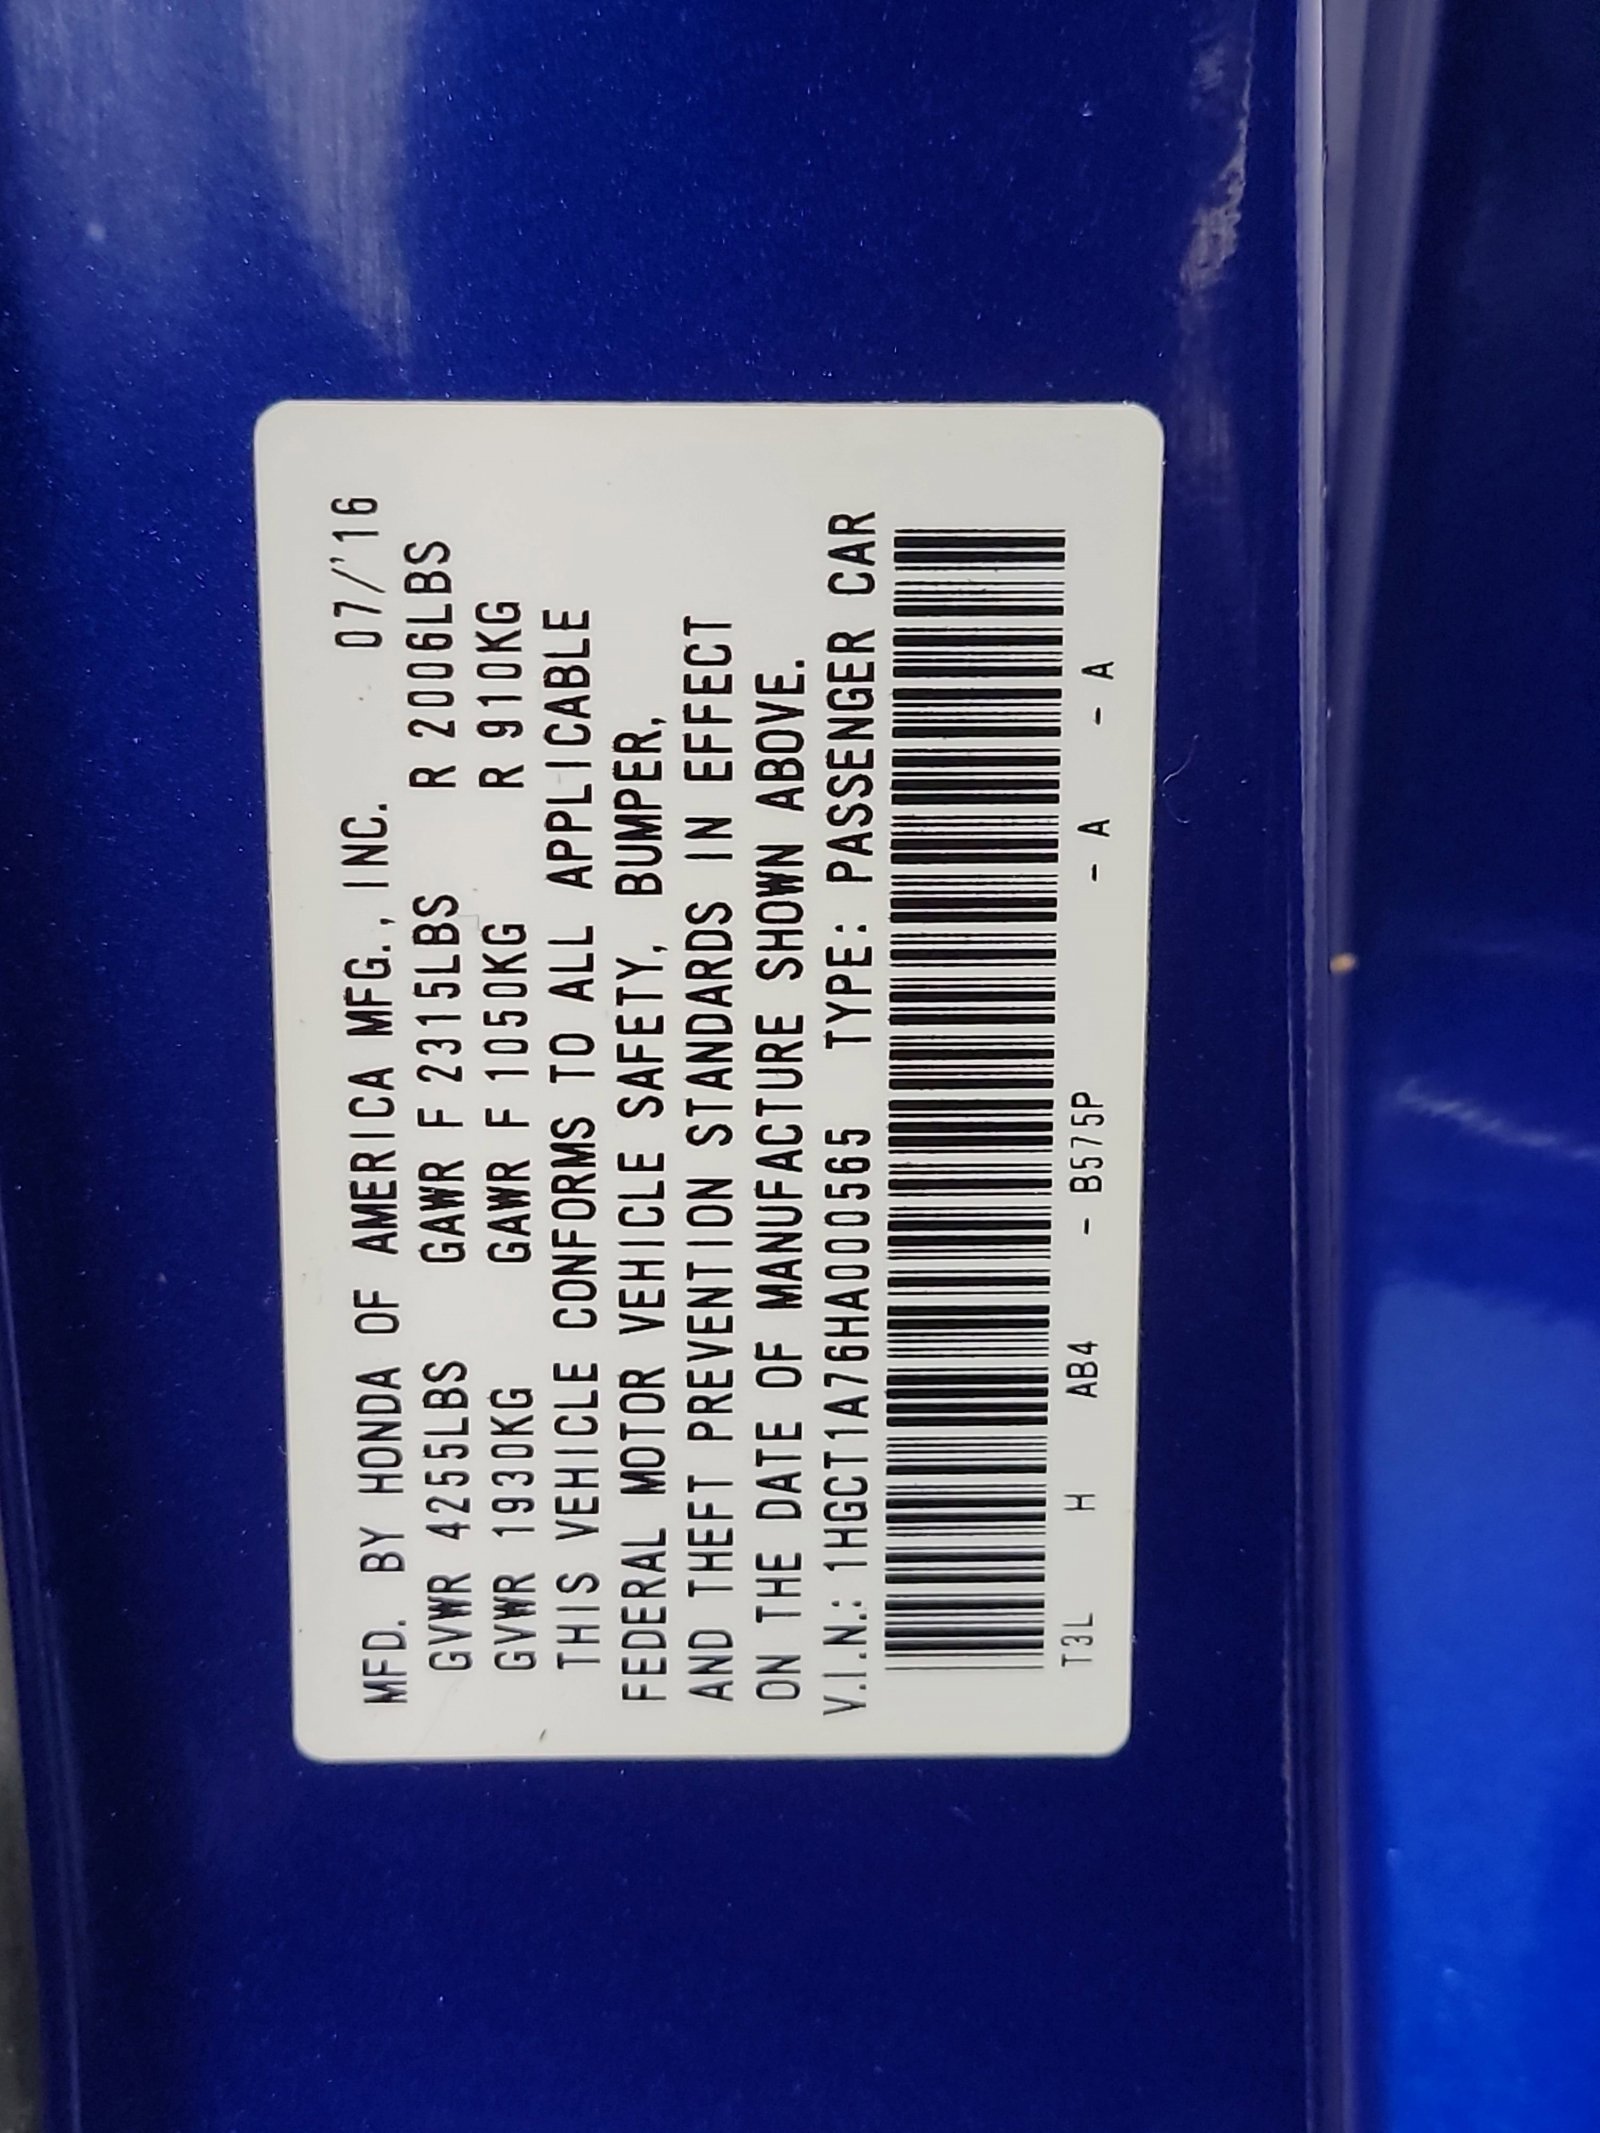 MFD. BY HONDA OF AMERICA MFG., INC. 07/'16
GVWR 4255LBS GAWR F 2315LBS R 2006LBS
GVWR 1930KG GAWR F 1050KG R 910KG
THIS VEHICLE CONFORMS TO ALL APPLICABLE
FEDERAL MOTOR VEHICLE SAFETY, BUMPER,
AND THEFT PREVENTION STANDARDS IN EFFECT
ON THE DATE OF MANUFACTURE SHOWN ABOVE.
V.I.N.: 1HGCT1A76HA000565 TYPE: PASSENGER CAR
T3L H AB4 - B575P - A - A